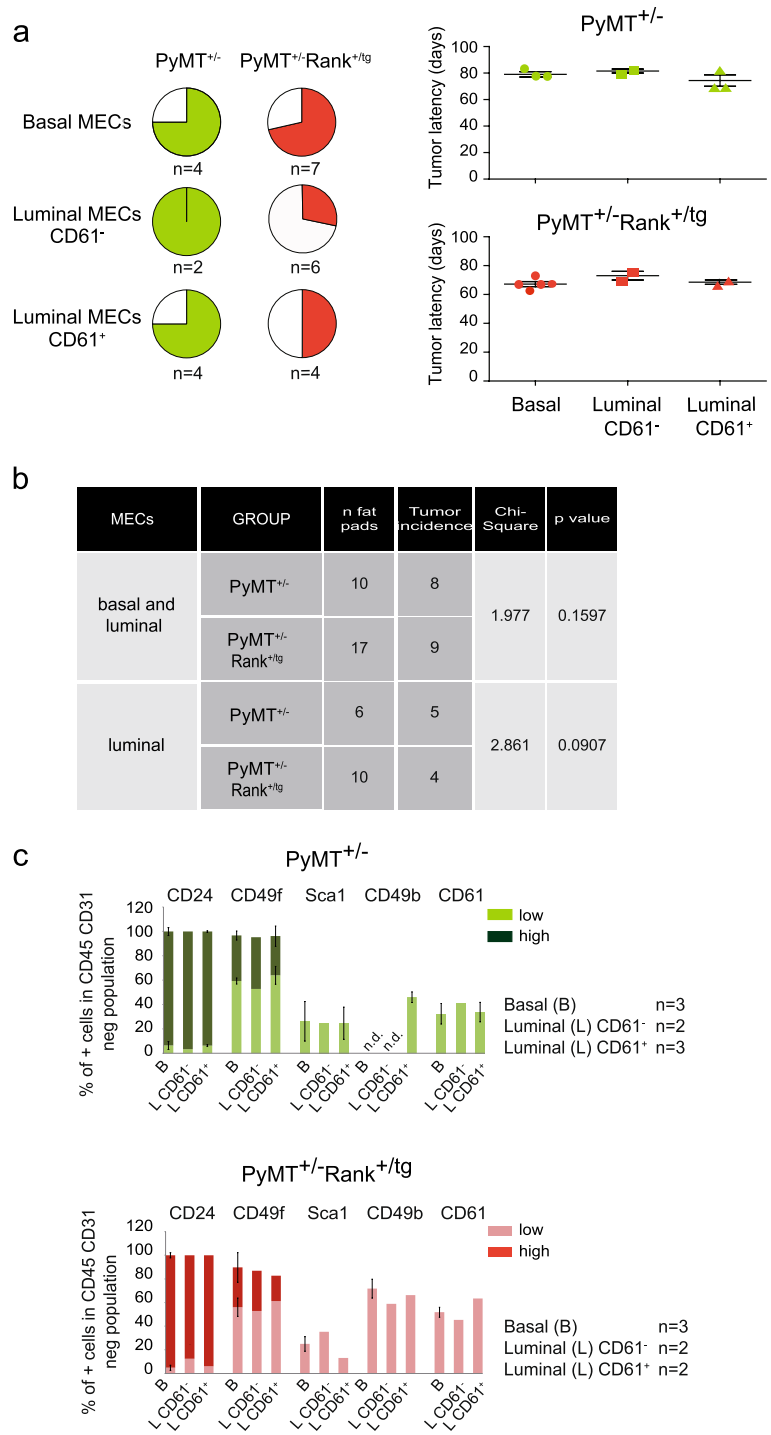 a
PyMT+/-
PyMT+/-Rank+/tg
Basal MECs
n=4
n=7
Luminal MECs
CD61-
n=2
n=6
Luminal MECs
CD61+
n=4
n=4
PyMT+/-
Tumor latency (days)
100
80
60
40
20
0
PyMT+/-Rank+/tg
Tumor latency (days)
100
80
60
40
20
0
Basal
Luminal
CD61-
Luminal
CD61+
b
MECs
GROUP
n fat
pads
Tumor
incidence
Chi-
Square
p value
basal and
luminal
PyMT+/-
10
8
1.977
0.1597
PyMT+/-
Rank+/tg
17
9
luminal
PyMT+/-
6
5
2.861
0.0907
PyMT+/-
Rank+/tg
10
4
c
PyMT+/-
CD24 CD49f Sca1 CD49b CD61
% of + cells in CD45 CD31
neg population
120
100
80
60
40
20
0
n.d.
n.d.
B
L CD61-
L CD61+
B
L CD61-
L CD61+
B
L CD61-
L CD61+
B
L CD61-
L CD61+
B
L CD61-
L CD61+
low
high
Basal (B) n=3
Luminal (L) CD61- n=2
Luminal (L) CD61+ n=3
PyMT+/-Rank+/tg
CD24 CD49f Sca1 CD49b CD61
% of + cells in CD45 CD31
neg population
120
100
80
60
40
20
0
B
L CD61-
L CD61+
B
L CD61-
L CD61+
B
L CD61-
L CD61+
B
L CD61-
L CD61+
B
L CD61-
L CD61+
low
high
Basal (B) n=3
Luminal (L) CD61- n=2
Luminal (L) CD61+ n=2